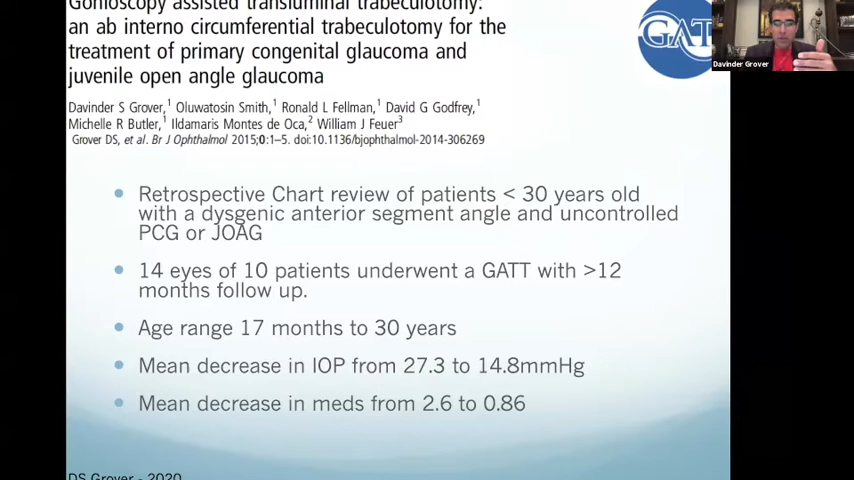 Gonioscopy assisted transluminal trabeculotomy:
an ab interno circumferential trabeculotomy for the
treatment of primary congenital glaucoma and
juvenile open angle glaucoma
Davinder S Grover,1 Oluwatosin Smith,1 Ronald L Fellman,1 David G Godfrey,1
Michelle R Butler,1 Ildamaris Montes de Oca,2 William J Feuer3
Grover DS, et al. Br J Ophthalmol 2015;0:1–5. doi:10.1136/bjophthalmol-2014-306269
GAT
Davinder Grover
• Retrospective Chart review of patients < 30 years old
with a dysgenic anterior segment angle and uncontrolled
PCG or JOAG
• 14 eyes of 10 patients underwent a GATT with >12
months follow up.
• Age range 17 months to 30 years
• Mean decrease in IOP from 27.3 to 14.8mmHg
• Mean decrease in meds from 2.6 to 0.86
DS Grover - 2020